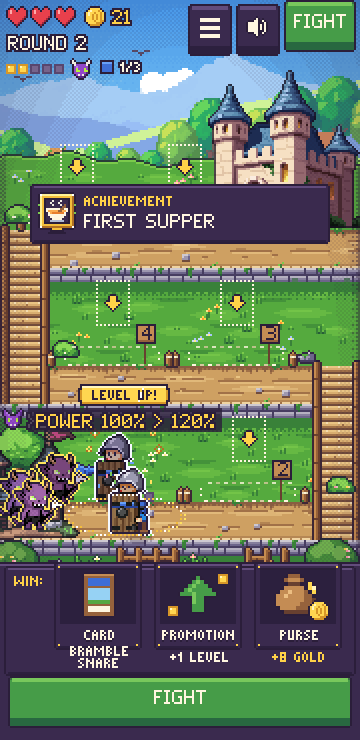 21
FIGHT
ROUND 2
1/3
ACHIEVEMENT
FIRST SUPPER
4
3
LEVEL UP!
POWER 100% > 120%
2
WIN:
CARD
BRAMBLE
SNARE
PROMOTION
+1 LEVEL
PURSE
+8 GOLD
FIGHT